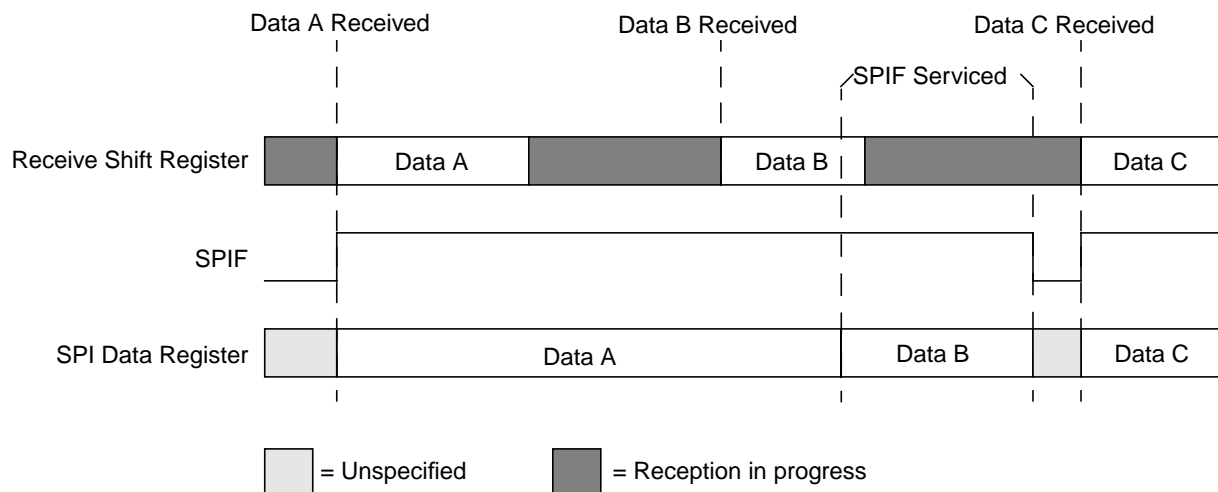 Data A Received
Data B Received
Data C Received
SPIF Serviced
Receive Shift Register
Data A
Data B
Data C
SPIF
SPI Data Register
Data A
Data B
Data C
= Unspecified
= Reception in progress